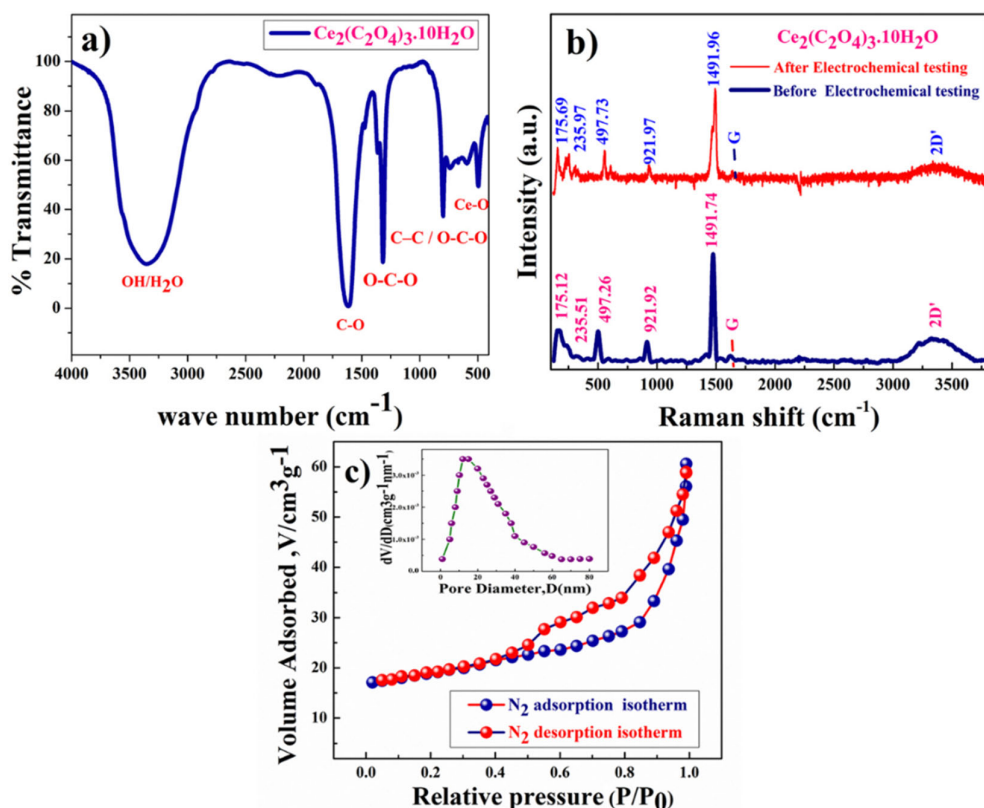 a)
Ce2(C2O4)3.10H2O
% Transmittance
100
80
60
40
20
0
OH/H2O
C-O
O-C-O
C–C / O-C-O
Ce-O
4000
3500
3000
2500
2000
1500
1000
500
wave number (cm-1)
b)
Ce2(C2O4)3.10H2O
After Electrochemical testing
Before Electrochemical testing
Intensity (a.u.)
175.69
235.97
497.73
921.97
1491.96
G
2D'
175.12
235.51
497.26
921.92
1491.74
G
2D'
500
1000
1500
2000
2500
3000
3500
Raman shift (cm-1)
c)
Volume Adsorbed ,V/cm3g-1
60
50
40
30
20
10
dV/dD(cm3g-1nm-1)
0
20
40
60
80
Pore Diameter,D(nm)
N2 adsorption isotherm
N2 desorption isotherm
0.0
0.2
0.4
0.6
0.8
1.0
Relative pressure (P/P0)